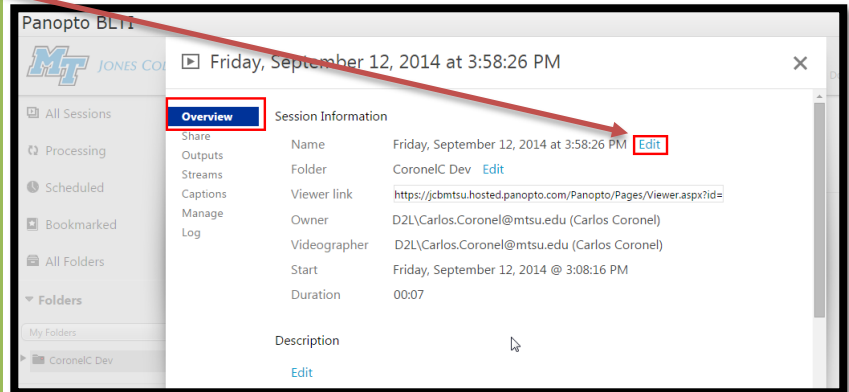 Panopto BLTI
MT JONES COL
Friday, September 12, 2014 at 3:58:26 PM
All Sessions
Processing
Scheduled
Bookmarked
All Folders
Folders
My Folders
CoronelC Dev
Overview
Share
Outputs
Streams
Captions
Manage
Log
Session Information
Name Friday, September 12, 2014 at 3:58:26 PM Edit
Folder CoronelC Dev Edit
Viewer link https://jcbmtsu.hosted.panopto.com/Panopto/Pages/Viewer.aspx?id=
Owner D2L\Carlos.Coronel@mtsu.edu (Carlos Coronel)
Videographer D2L\Carlos.Coronel@mtsu.edu (Carlos Coronel)
Start Friday, September 12, 2014 @ 3:08:16 PM
Duration 00:07
Description
Edit